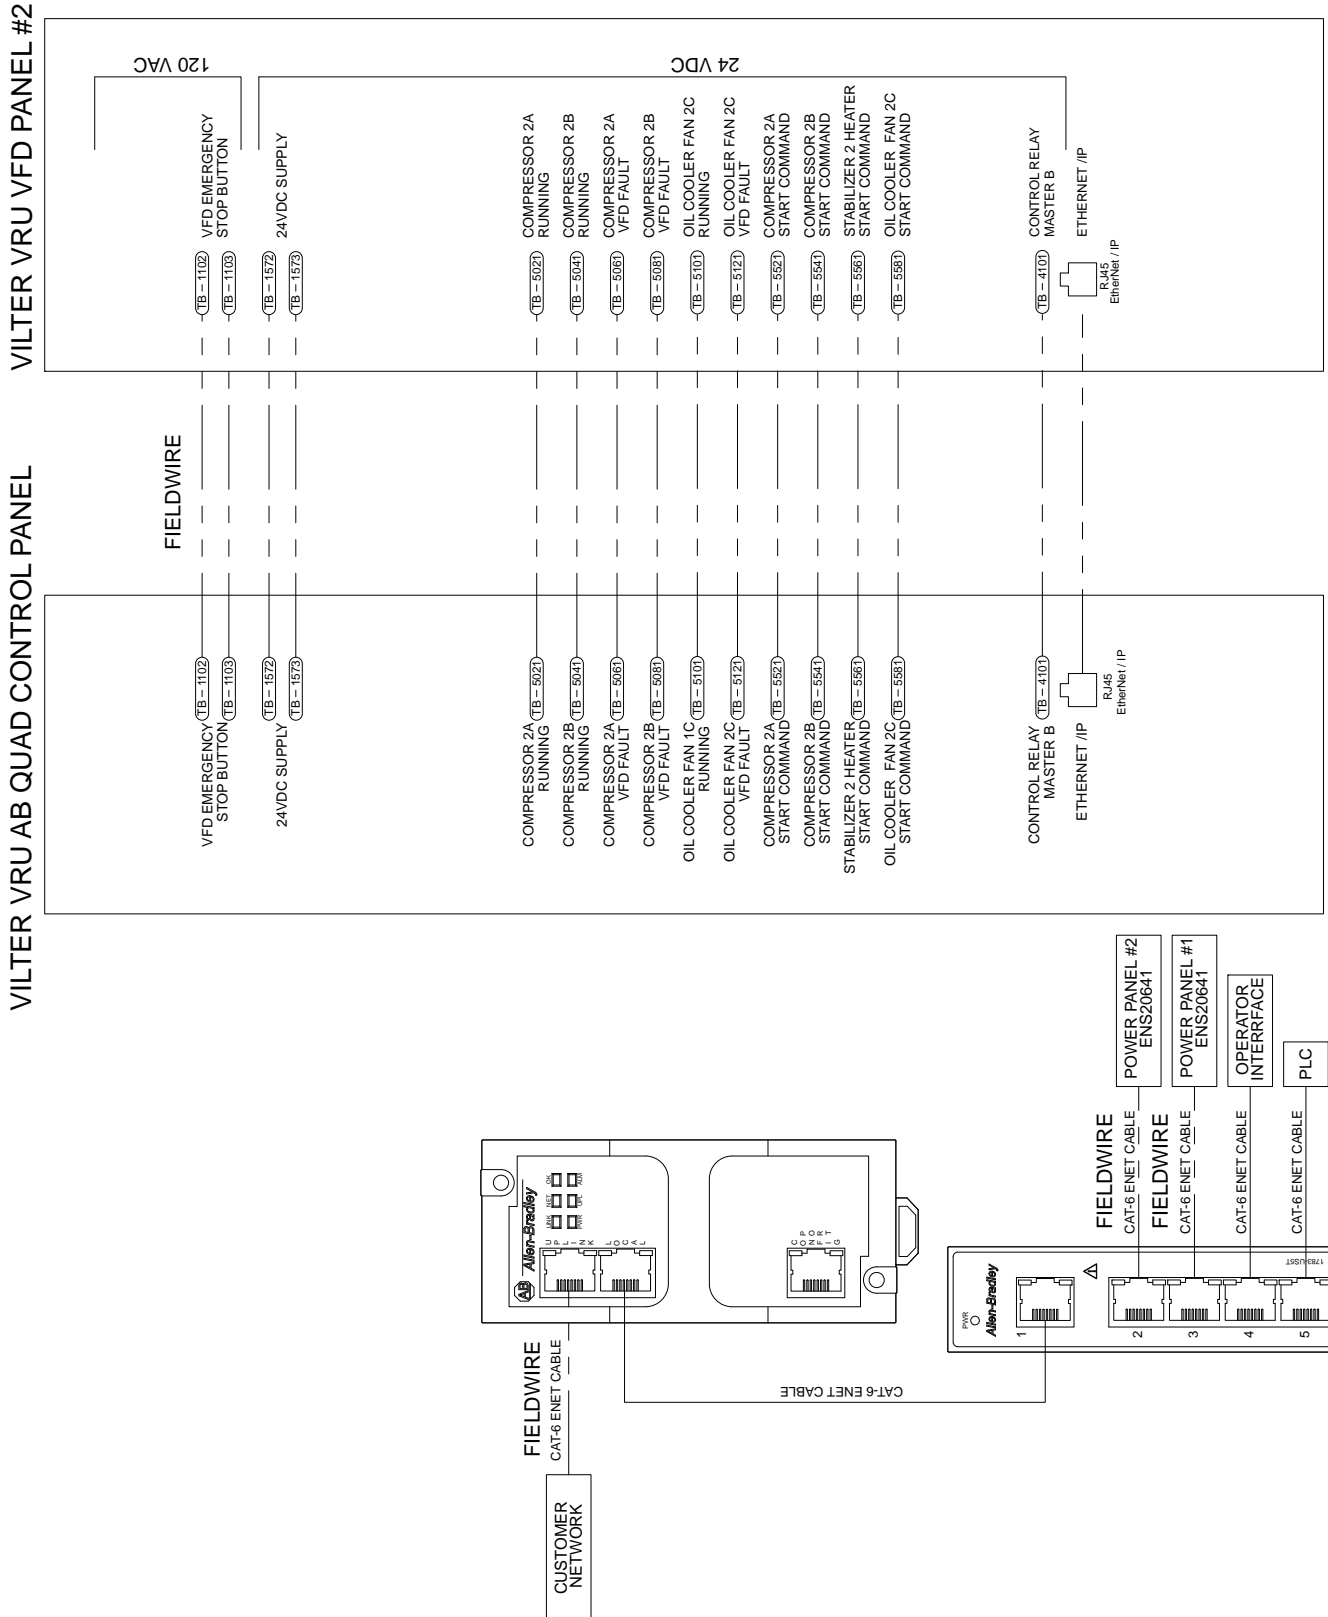 VILTER VRU AB QUAD CONTROL PANEL
VILTER VRU VFD PANEL #2
FIELDWIRE
120 VAC
24 VDC
VFD EMERGENCY
STOP BUTTON
TB – 1102
TB – 1103
TB – 1102
TB – 1103
VFD EMERGENCY
STOP BUTTON
24VDC SUPPLY
TB – 1572
TB – 1573
TB – 1572
TB – 1573
24VDC SUPPLY
COMPRESSOR 2A
RUNNING
TB – 5021
TB – 5021
COMPRESSOR 2A
RUNNING
COMPRESSOR 2B
RUNNING
TB – 5041
TB – 5041
COMPRESSOR 2B
RUNNING
COMPRESSOR 2A
VFD FAULT
TB – 5061
TB – 5061
COMPRESSOR 2A
VFD FAULT
COMPRESSOR 2B
VFD FAULT
TB – 5081
TB – 5081
COMPRESSOR 2B
VFD FAULT
OIL COOLER FAN 1C
RUNNING
TB – 5101
TB – 5101
OIL COOLER FAN 2C
RUNNING
OIL COOLER FAN 2C
VFD FAULT
TB – 5121
TB – 5121
OIL COOLER FAN 2C
VFD FAULT
COMPRESSOR 2A
START COMMAND
TB – 5521
TB – 5521
COMPRESSOR 2A
START COMMAND
COMPRESSOR 2B
START COMMAND
TB – 5541
TB – 5541
COMPRESSOR 2B
START COMMAND
STABILIZER 2 HEATER
START COMMAND
TB – 5561
TB – 5561
STABILIZER 2 HEATER
START COMMAND
OIL COOLER FAN 2C
START COMMAND
TB – 5581
TB – 5581
OIL COOLER FAN 2C
START COMMAND
CONTROL RELAY
MASTER B
TB – 4101
TB – 4101
CONTROL RELAY
MASTER B
ETHERNET /IP
RJ45
EtherNet / IP
RJ45
EtherNet / IP
ETHERNET /IP
CUSTOMER
NETWORK
FIELDWIRE
CAT-6 ENET CABLE
AB
Allen-Bradley
LINK NET OK
PWR UPL ALM
UPLINK
LOCAL
CONFIG
PORT
CAT-6 ENET CABLE
PWR
Allen-Bradley
1
2
3
4
5
1783-US5T
FIELDWIRE
CAT-6 ENET CABLE
POWER PANEL #2
ENS20641
FIELDWIRE
CAT-6 ENET CABLE
POWER PANEL #1
ENS20641
CAT-6 ENET CABLE
OPERATOR
INTERRFACE
CAT-6 ENET CABLE
PLC